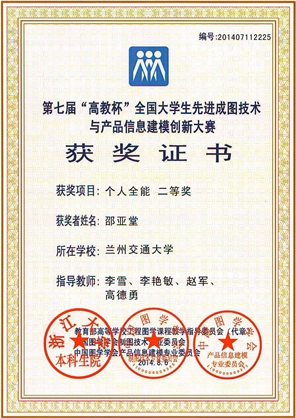 编号:201407112225
第七届“高教杯”全国大学生先进成图技术
与产品信息建模创新大赛
获奖证书
获奖项目：个人全能 二等奖
获奖者姓名：邵亚堂
所在学校：兰州交通大学
指导教师：李雪、李艳敏、赵军、
高德勇
教育部高等学校工程图学课程教学指导委员会（代章）
中国图学学会制图技术专业委员会
中国图学学会产品信息建模专业委员会
2014.8.6
浙江大
本科生院
中国图学学会
产品信息建模
专业委员会